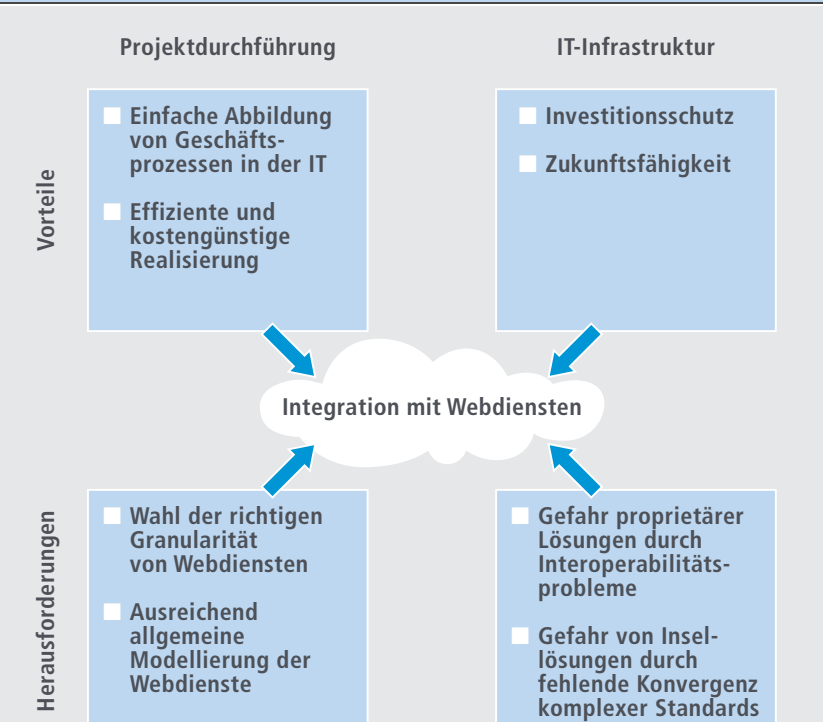 Projektdurchführung
IT-Infrastruktur
Vorteile
Einfache Abbildung
von Geschäfts-
prozessen in der IT
Effiziente und
kostengünstige
Realisierung
Investitionsschutz
Zukunftsfähigkeit
Integration mit Webdiensten
Herausforderungen
Wahl der richtigen
Granularität
von Webdiensten
Ausreichend
allgemeine
Modellierung der
Webdienste
Gefahr proprietärer
Lösungen durch
Interoperabilitäts-
probleme
Gefahr von Insel-
lösungen durch
fehlende Konvergenz
komplexer Standards